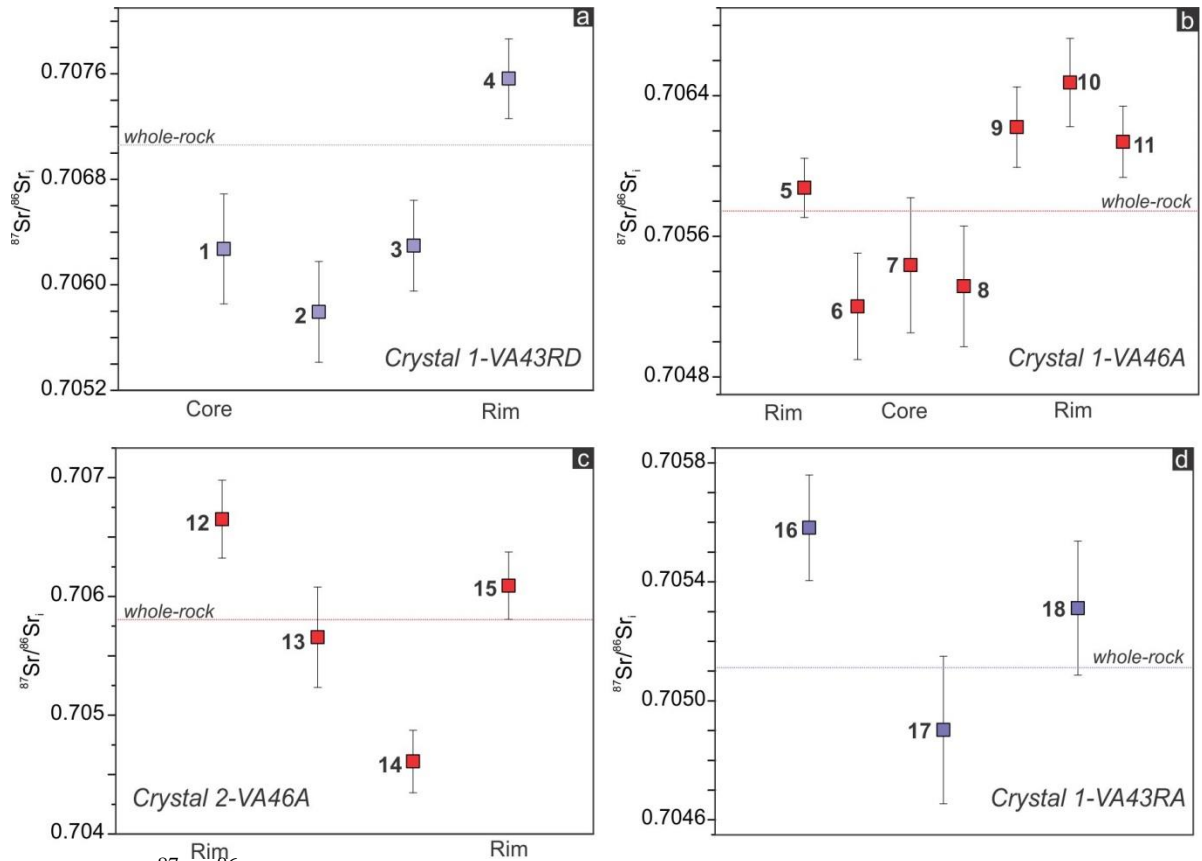 a
0.7076
0.7068
0.7060
0.7052
⁸⁷Sr/⁸⁶Srᵢ
whole-rock
1
2
3
4
Crystal 1-VA43RD
Core
Rim
b
0.7064
0.7056
0.7048
whole-rock
5
6
7
8
9
10
11
Crystal 1-VA46A
Rim
Core
Rim
c
0.707
0.706
0.705
0.704
⁸⁷Sr/⁸⁶Srᵢ
whole-rock
12
13
14
15
Crystal 2-VA46A
Rim
Rim
d
0.7058
0.7054
0.7050
0.7046
⁸⁷Sr/⁸⁶Srᵢ
whole-rock
16
17
18
Crystal 1-VA43RA